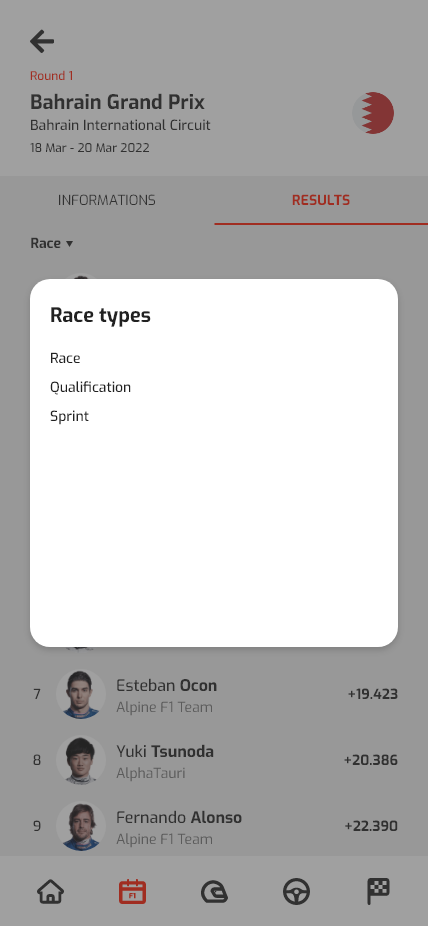 Round 1
Bahrain Grand Prix
Bahrain International Circuit
18 Mar - 20 Mar 2022
INFORMATIONS
RESULTS
Race
Race types
Race
Qualification
Sprint
7
Esteban Ocon
Alpine F1 Team
+19.423
8
Yuki Tsunoda
AlphaTauri
+20.386
9
Fernando Alonso
Alpine F1 Team
+22.390
F1